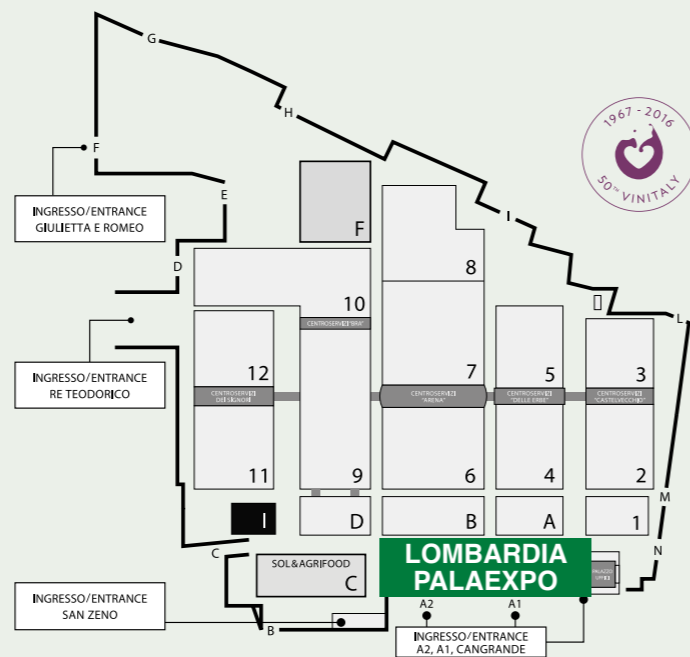 G
1967 - 2016
50TH VINITALY
H
F
E
INGRESSO/ENTRANCE
GIULIETTA E ROMEO
F
I
D
8
10
CENTROSERVIZI "BRA"
L
INGRESSO/ENTRANCE
RE TEODORICO
12
7
5
3
CENTROSERVIZI
DEI SIGNORI
CENTROSERVIZI
"ARENA"
CENTROSERVIZI
"DELLE ERBE"
CENTROSERVIZI
"CASTELVECCHIO"
11
9
6
4
2
M
I
D
B
A
1
C
N
SOL&AGRIFOOD
C
LOMBARDIA
PALAEXPO
PALAZZO
UFFICI
INGRESSO/ENTRANCE
SAN ZENO
B
A2
A1
INGRESSO/ENTRANCE
A2, A1, CANGRANDE